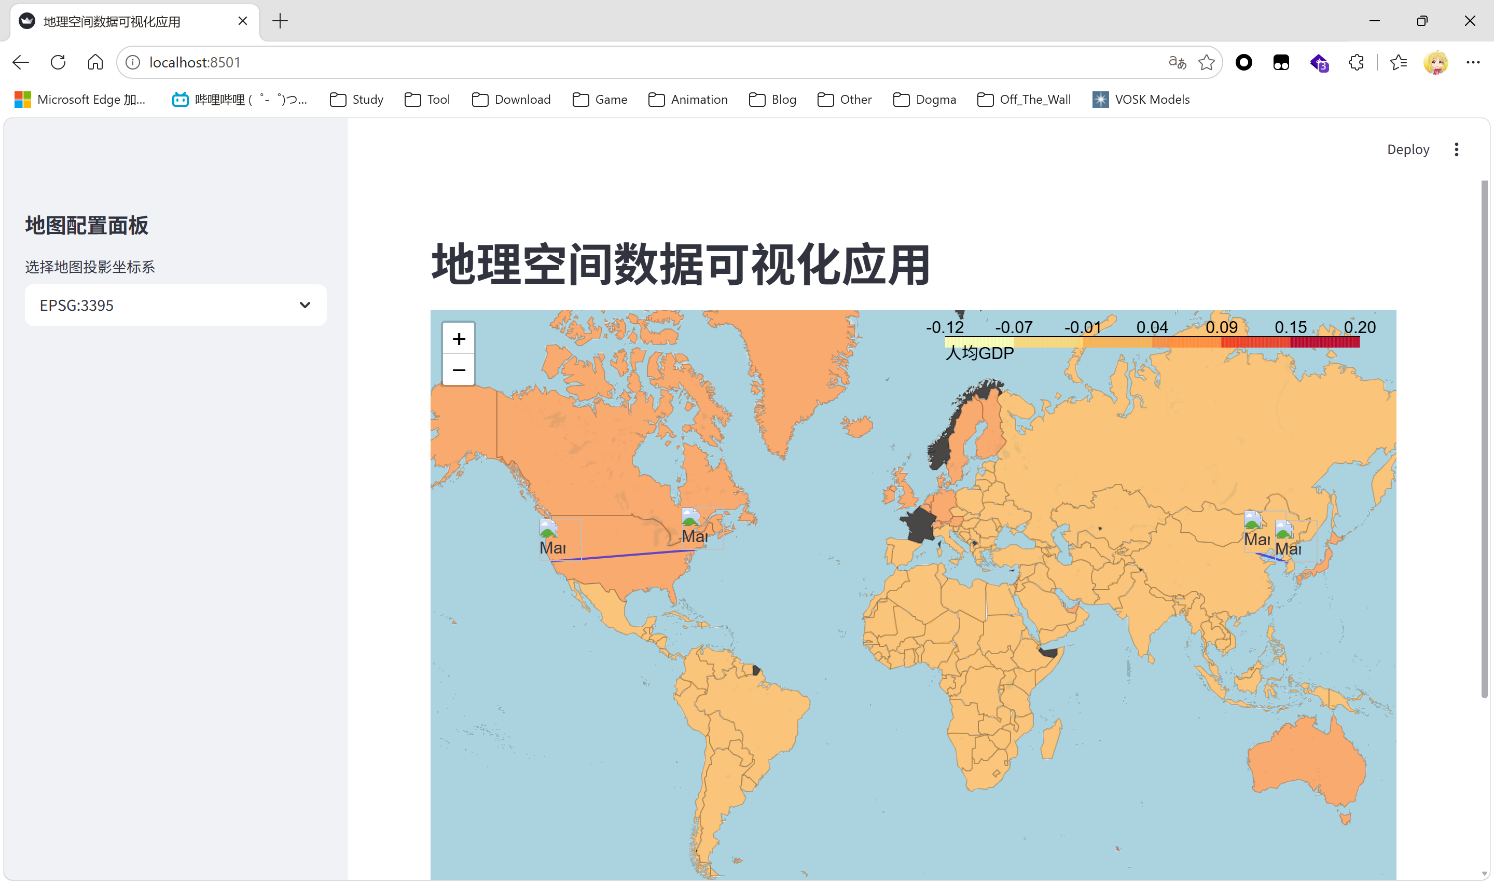 地理空间数据可视化应用
localhost:8501
Microsoft Edge 加...
哔哩哔哩 (゜-゜)つ...
Study
Tool
Download
Game
Animation
Blog
Other
Dogma
Off_The_Wall
VOSK Models
Deploy
地图配置面板
选择地图投影坐标系
EPSG:3395
地理空间数据可视化应用
+
−
-0.12 -0.07 -0.01 0.04 0.09 0.15 0.20
人均GDP
Mar
Mar
Mar
Mar